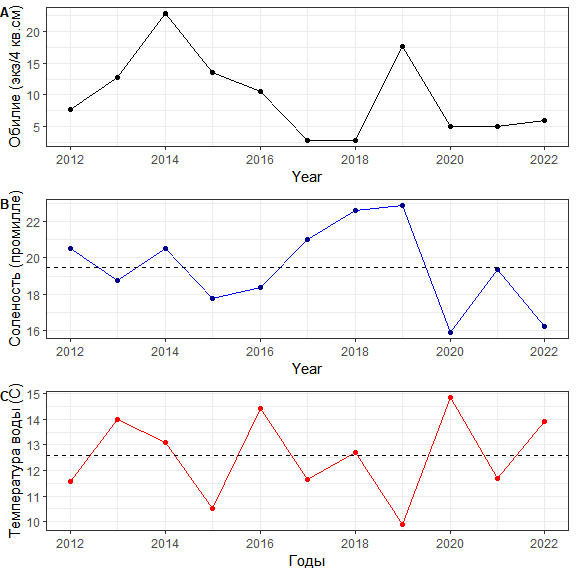 A
Обилие (экз/4 кв.см)
20
15
10
5
2012 2014 2016 2018 2020 2022
Year
B
Соленость (промилле)
22
20
18
16
2012 2014 2016 2018 2020 2022
Year
C
Температура воды (С)
15
14
13
12
11
10
2012 2014 2016 2018 2020 2022
Годы